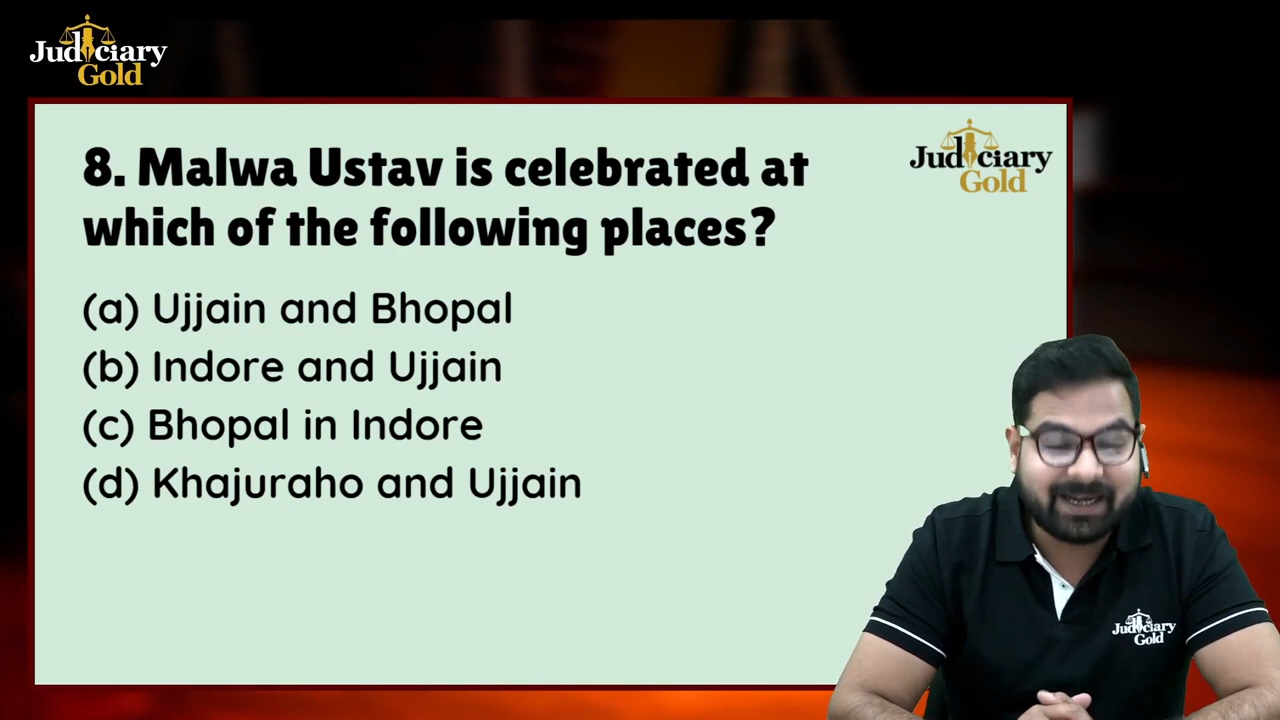 Judiciary
Gold
Judiciary
Gold
8. Malwa Ustav is celebrated at
which of the following places?
(a) Ujjain and Bhopal
(b) Indore and Ujjain
(c) Bhopal in Indore
(d) Khajuraho and Ujjain
Judiciary
Gold